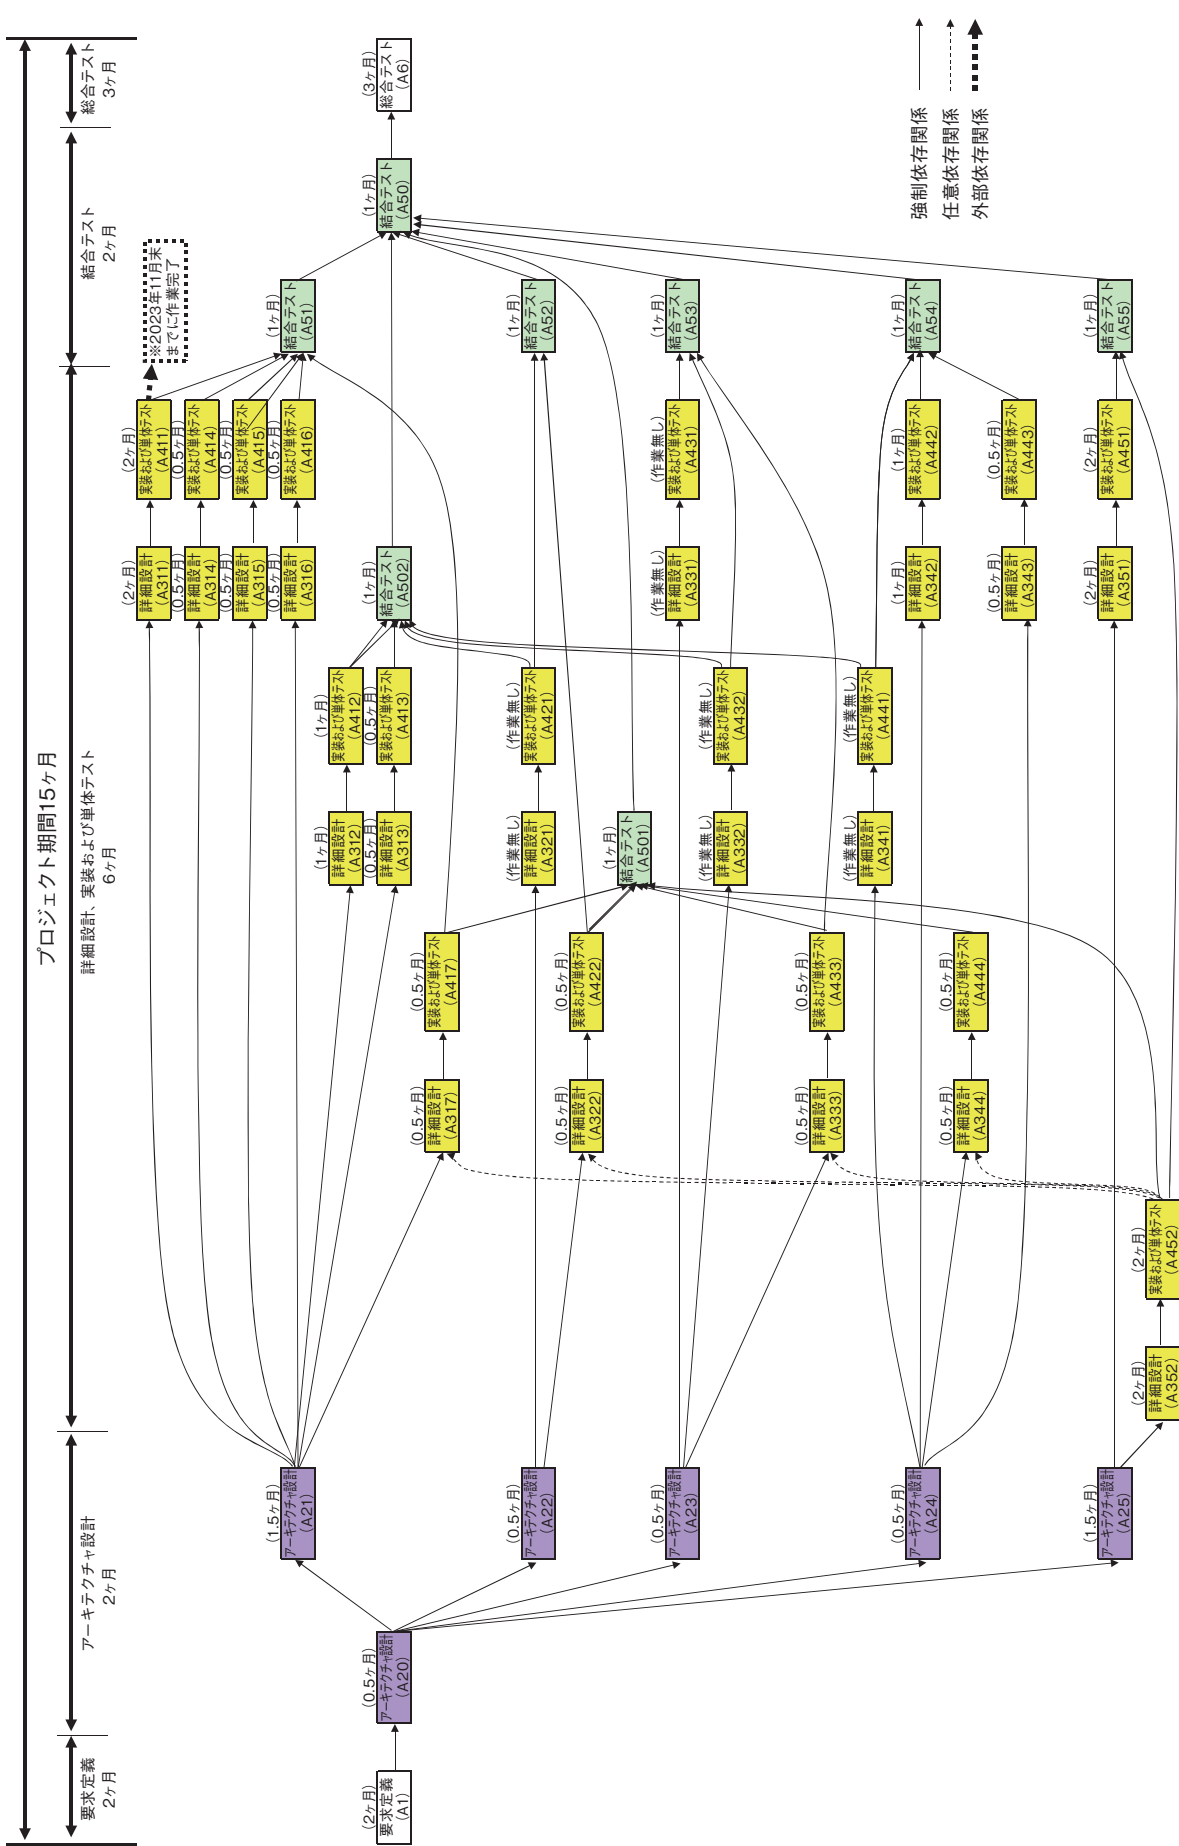 プロジェクト期間15ヶ月
要求定義
2ヶ月
アーキテクチャ設計
2ヶ月
詳細設計、実装および単体テスト
6ヶ月
結合テスト
2ヶ月
総合テスト
3ヶ月
(2ヶ月)
要求定義
(A1)
(0.5ヶ月)
アーキテクチャ設計
(A20)
(1.5ヶ月)
アーキテクチャ設計
(A21)
(0.5ヶ月)
アーキテクチャ設計
(A22)
(0.5ヶ月)
アーキテクチャ設計
(A23)
(0.5ヶ月)
アーキテクチャ設計
(A24)
(1.5ヶ月)
アーキテクチャ設計
(A25)
(2ヶ月)
詳細設計
(A352)
(2ヶ月)
実装および単体テスト
(A452)
(0.5ヶ月)
詳細設計
(A317)
(0.5ヶ月)
詳細設計
(A322)
(0.5ヶ月)
詳細設計
(A333)
(0.5ヶ月)
詳細設計
(A344)
(0.5ヶ月)
実装および単体テスト
(A417)
(0.5ヶ月)
実装および単体テスト
(A422)
(0.5ヶ月)
実装および単体テスト
(A433)
(0.5ヶ月)
実装および単体テスト
(A444)
(1ヶ月)
詳細設計
(A312)
(0.5ヶ月)
詳細設計
(A313)
(作業無し)
詳細設計
(A321)
(1ヶ月)
結合テスト
(A501)
(作業無し)
詳細設計
(A332)
(作業無し)
詳細設計
(A341)
(1ヶ月)
実装および単体テスト
(A412)
(0.5ヶ月)
実装および単体テスト
(A413)
(作業無し)
実装および単体テスト
(A421)
(作業無し)
実装および単体テスト
(A432)
(作業無し)
実装および単体テスト
(A441)
(2ヶ月)
詳細設計
(A311)
(0.5ヶ月)
詳細設計
(A314)
(0.5ヶ月)
詳細設計
(A315)
(0.5ヶ月)
詳細設計
(A316)
(1ヶ月)
結合テスト
(A502)
(作業無し)
詳細設計
(A331)
(1ヶ月)
詳細設計
(A342)
(0.5ヶ月)
詳細設計
(A343)
(2ヶ月)
詳細設計
(A351)
(2ヶ月)
実装および単体テスト
(A411)
(0.5ヶ月)
実装および単体テスト
(A414)
(0.5ヶ月)
実装および単体テスト
(A415)
(0.5ヶ月)
実装および単体テスト
(A416)
(作業無し)
実装および単体テスト
(A431)
(1ヶ月)
実装および単体テスト
(A442)
(0.5ヶ月)
実装および単体テスト
(A443)
(2ヶ月)
実装および単体テスト
(A451)
※2023年11月末
までに作業完了
(1ヶ月)
結合テスト
(A51)
(1ヶ月)
結合テスト
(A52)
(1ヶ月)
結合テスト
(A53)
(1ヶ月)
結合テスト
(A54)
(1ヶ月)
結合テスト
(A55)
(1ヶ月)
結合テスト
(A50)
(3ヶ月)
総合テスト
(A6)
強制依存関係
任意依存関係
外部依存関係